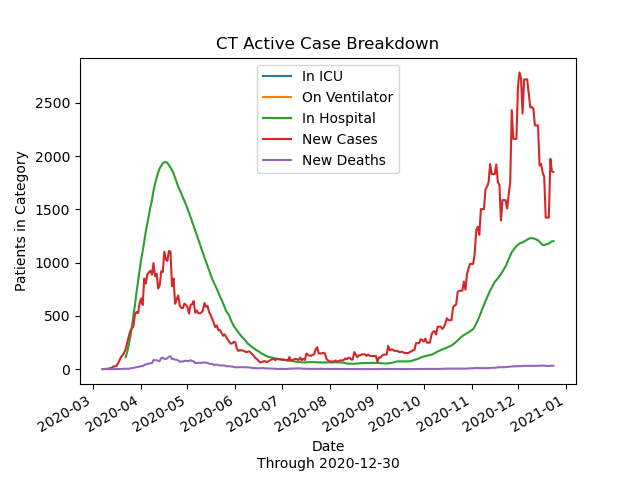 CT Active Case Breakdown
In ICU
On Ventilator
In Hospital
New Cases
New Deaths
Patients in Category
2500
2000
1500
1000
500
0
2020-03
2020-04
2020-05
2020-06
2020-07
2020-08
2020-09
2020-10
2020-11
2020-12
2021-01
Date
Through 2020-12-30